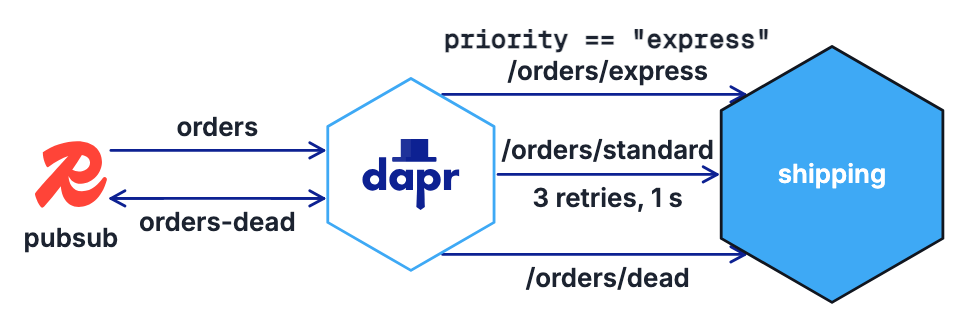 priority == "express"
/orders/express
orders
/orders/standard
dapr
shipping
3 retries, 1 s
orders-dead
pubsub
/orders/dead